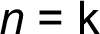 n = k